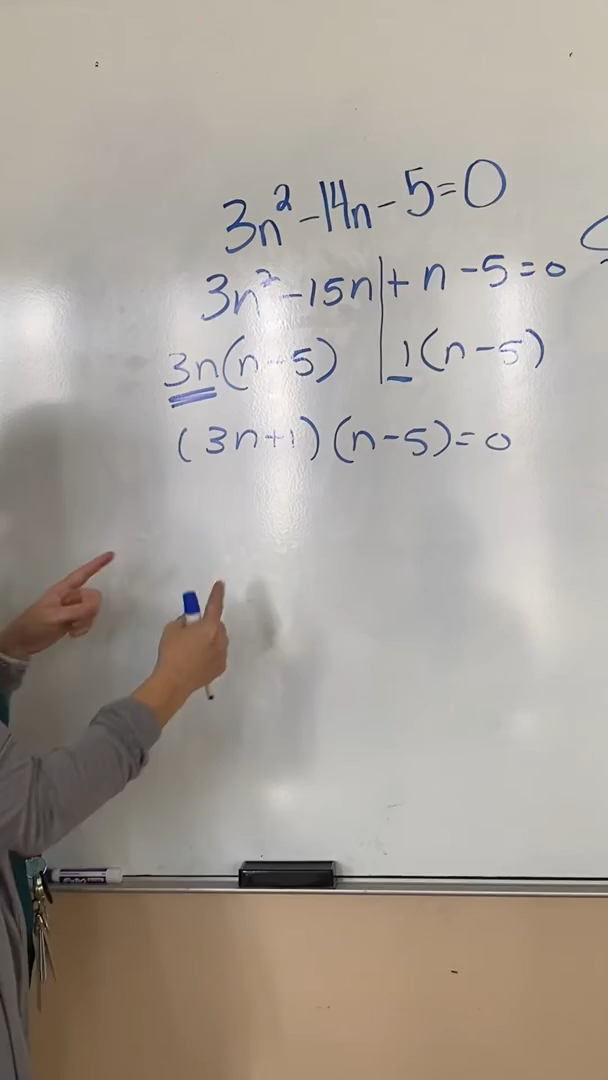 3n² - 14n - 5 = 0
3n² - 15n | + n - 5 = 0
3n(n - 5) | 1(n - 5)
(3n + 1)(n - 5) = 0